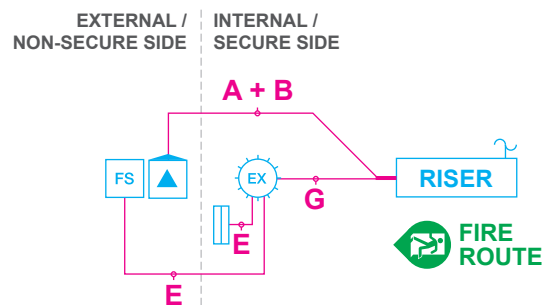 EXTERNAL /
NON-SECURE SIDE
INTERNAL /
SECURE SIDE
A + B
FS
EX
RISER
G
E
FIRE
ROUTE
E